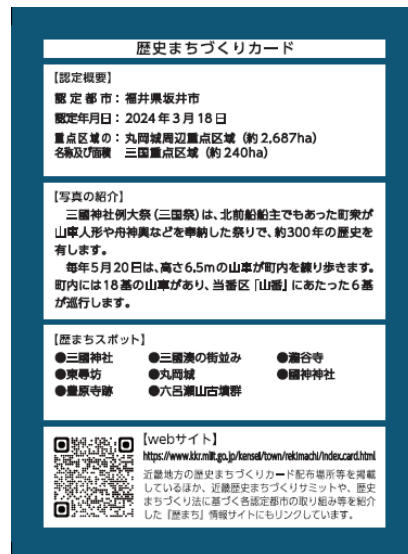 歴史まちづくりカード
【認定概要】
認定都市：福井県坂井市
認定年月日：2024年3月18日
重点区域の：丸岡城周辺重点区域（約2,687ha）
名称及び面積　三国重点区域（約240ha）
【写真の紹介】
　三國神社例大祭（三国祭）は、北前船船主でもあった町衆が
山車人形や舟神輿などを奉納した祭りで、約300年の歴史を
有します。
　毎年5月20日は、高さ6.5mの山車が町内を練り歩きます。
町内には18基の山車があり、当番区「山番」にあたった6基
が巡行します。
【歴まちスポット】
●三國神社　●三國湊の街並み　●瀧谷寺
●東尋坊　●丸岡城　●國神神社
●豊原寺跡　●六呂瀬山古墳群
【webサイト】
https://www.kkr.mlit.go.jp/kensei/town/rekimachi/index.card.html
近畿地方の歴史まちづくりカード配布場所等を掲載
しているほか、近畿歴史まちづくりサミットや、歴史
まちづくり法に基づく各認定都市の取り組み等を紹介
した『歴まち』情報サイトにもリンクしています。